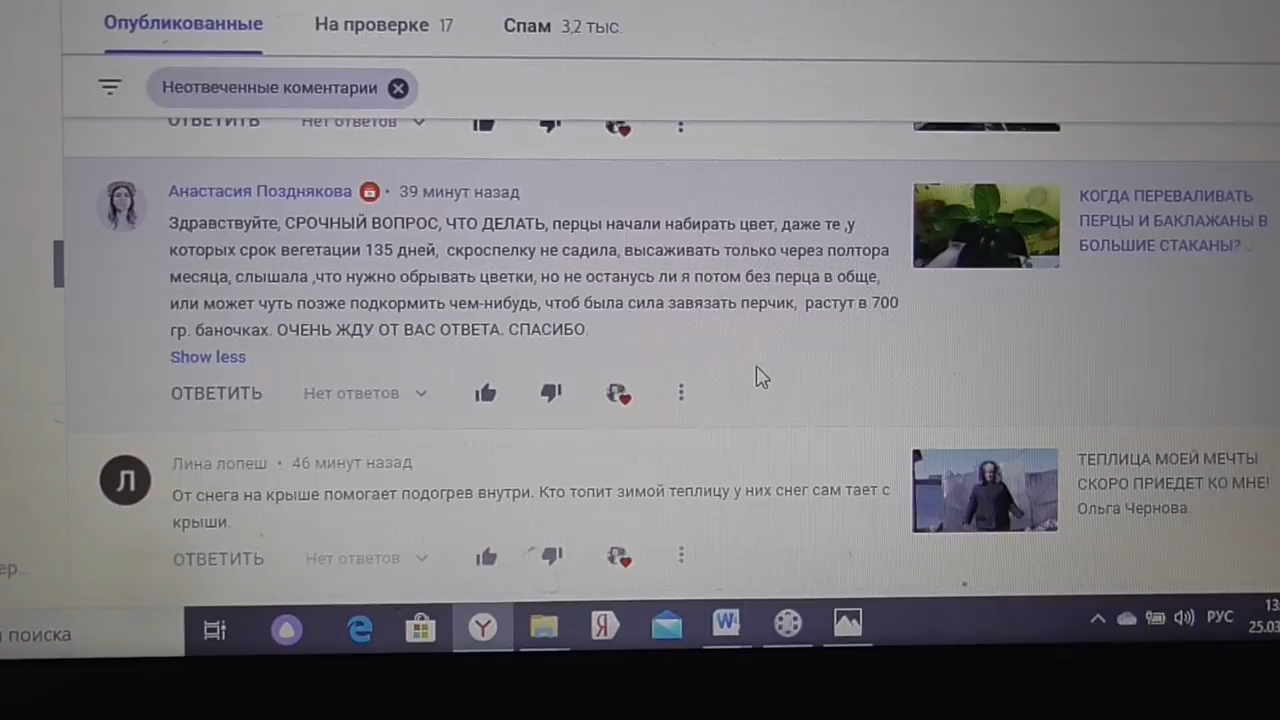 Опубликованные На проверке 17 Спам 3,2 тыс.
Неотвеченные коментарии
ОТВЕТИТЬ Нет ответов
Анастасия Позднякова • 39 минут назад
Здравствуйте, СРОЧНЫЙ ВОПРОС, ЧТО ДЕЛАТЬ, перцы начали набирать цвет, даже те ,у
которых срок вегетации 135 дней, скроспелку не садила, высаживать только через полтора
месяца, слышала ,что нужно обрывать цветки, но не останусь ли я потом без перца в обще,
или может чуть позже подкормить чем-нибудь, чтоб была сила завязать перчик, растут в 700
гр. баночках. ОЧЕНЬ ЖДУ ОТ ВАС ОТВЕТА. СПАСИБО.
Show less
ОТВЕТИТЬ Нет ответов
КОГДА ПЕРЕВАЛИВАТЬ
ПЕРЦЫ И БАКЛАЖАНЫ В
БОЛЬШИЕ СТАКАНЫ? ...
Л
Лина лопеш • 46 минут назад
От снега на крыше помогает подогрев внутри. Кто топит зимой теплицу у них снег сам тает с
крыши.
ОТВЕТИТЬ Нет ответов
ТЕПЛИЦА МОЕЙ МЕЧТЫ
СКОРО ПРИЕДЕТ КО МНЕ!
Ольга Чернова.
ер...
поиска
Y
Я
W
РУС
13
25.03